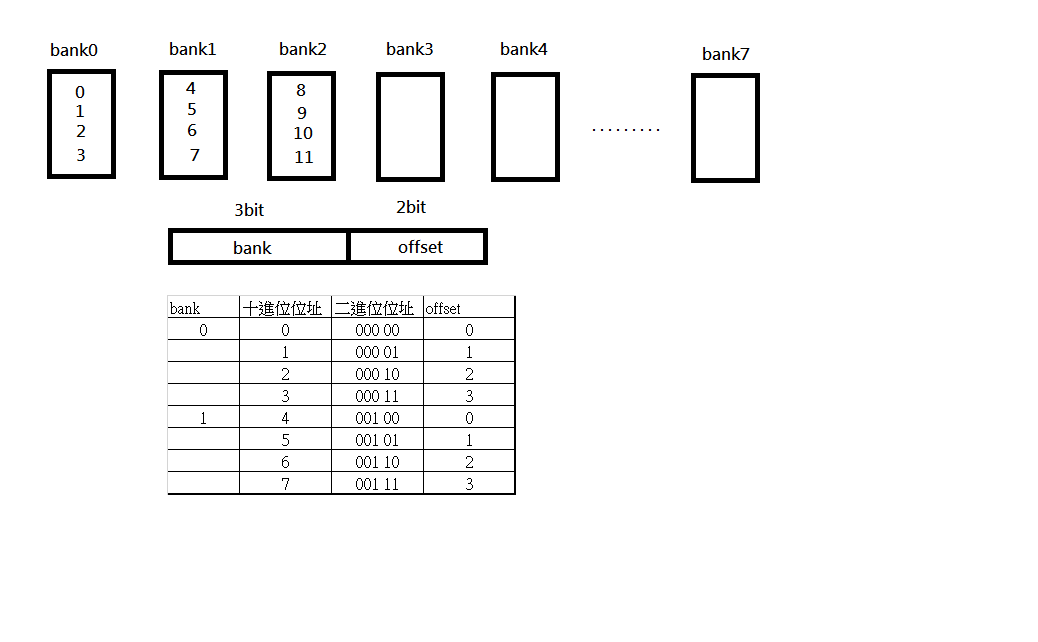 bank0 bank1 bank2 bank3 bank4 bank7
0 4 8
1 5 9
2 6 10
3 7 11
.........
3bit 2bit
bank offset
bank 十進位位址 二進位位址 offset
0 0 000 00 0
1 000 01 1
2 000 10 2
3 000 11 3
1 4 001 00 0
5 001 01 1
6 001 10 2
7 001 11 3